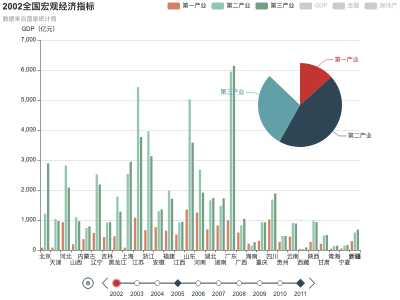 2002全国宏观经济指标
数据来自国家统计局
第一产业 第二产业 第三产业 GDP 金融 房地产
GDP（亿元）
7,000
6,000
5,000
4,000
3,000
2,000
1,000
0
第一产业
第二产业
第三产业
北京 河北 内蒙古 吉林 上海 浙江 福建 山东 湖北 广东 海南 四川 云南 陕西 青海 新疆
天津 山西 辽宁 黑龙江 江苏 安徽 江西 河南 湖南 广西 重庆 贵州 西藏 甘肃 宁夏
2002 2003 2004 2005 2006 2007 2008 2009 2010 2011